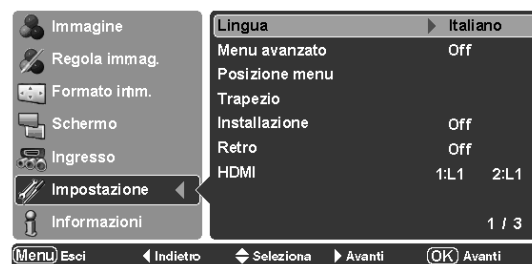 Immagine
Regola immag.
Formato imm.
Schermo
Ingresso
Impostazione
Informazioni
Lingua Italiano
Menu avanzato Off
Posizione menu
Trapezio
Installazione Off
Retro Off
HDMI 1:L1 2:L1
1 / 3
Menu Esci Indietro Seleziona Avanti OK Avanti